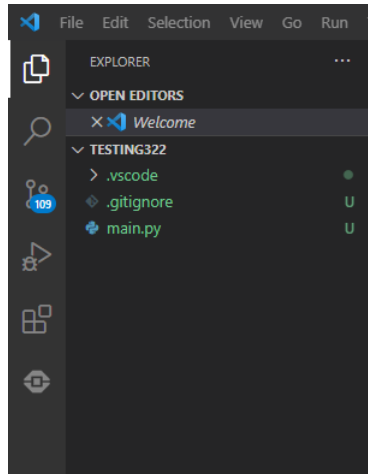 File Edit Selection View Go Run
EXPLORER ...
OPEN EDITORS
Welcome
TESTING322
.vscode
.gitignore U
main.py U
109